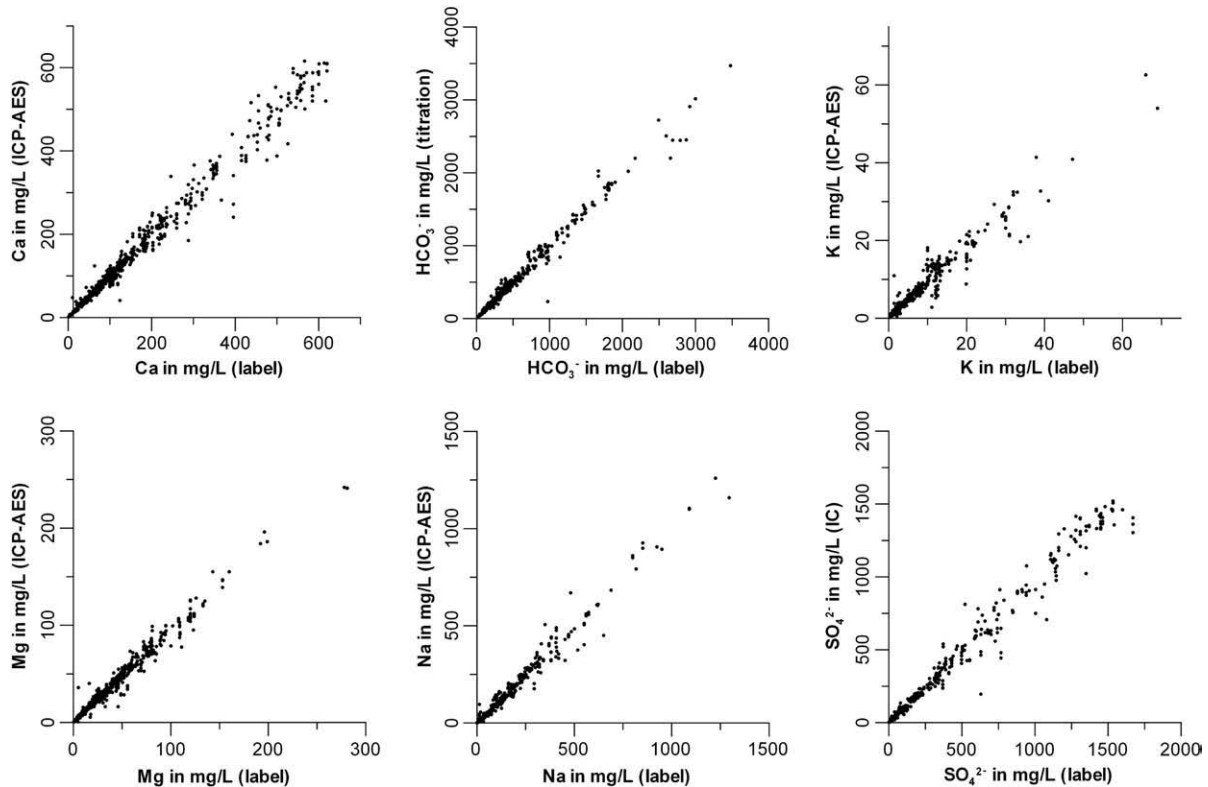 Ca in mg/L (ICP-AES)
600
400
200
0
0 200 400 600
Ca in mg/L (label)
HCO₃⁻ in mg/L (titration)
4000
3000
2000
1000
0
0 1000 2000 3000 4000
HCO₃⁻ in mg/L (label)
K in mg/L (ICP-AES)
60
40
20
0
0 20 40 60
K in mg/L (label)
Mg in mg/L (ICP-AES)
300
200
100
0
0 100 200 300
Mg in mg/L (label)
Na in mg/L (ICP-AES)
1500
1000
500
0
0 500 1000 1500
Na in mg/L (label)
SO₄²⁻ in mg/L (IC)
2000
1500
1000
500
0
0 500 1000 1500 2000
SO₄²⁻ in mg/L (label)